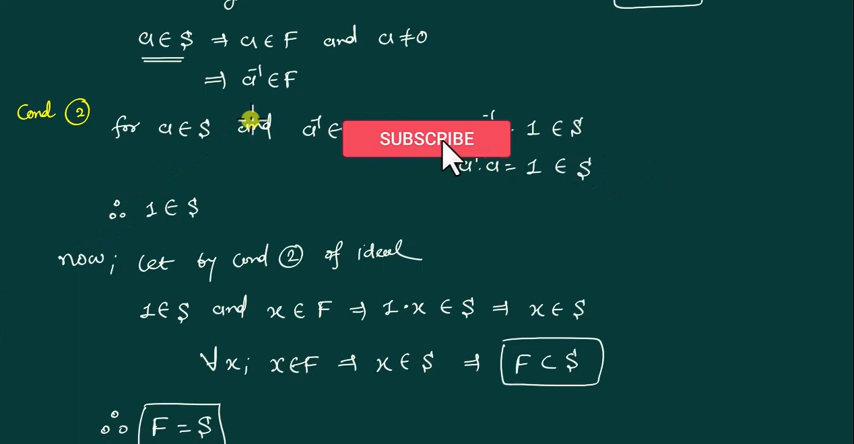 a ∈ S ⇒ a ∈ F and a ≠ 0
⇒ a⁻¹ ∈ F
Cond ②
for a ∈ S and a⁻¹ ∈ ⁻¹ · 1 ∈ S
SUBSCRIBE
a⁻¹ · a = 1 ∈ S
∴ 1 ∈ S
now; let by cond ② of ideal
1 ∈ S and x ∈ F ⇒ 1·x ∈ S ⇒ x ∈ S
∀ x; x ∈ F ⇒ x ∈ S ⇒ F ⊂ S
∴ F = S